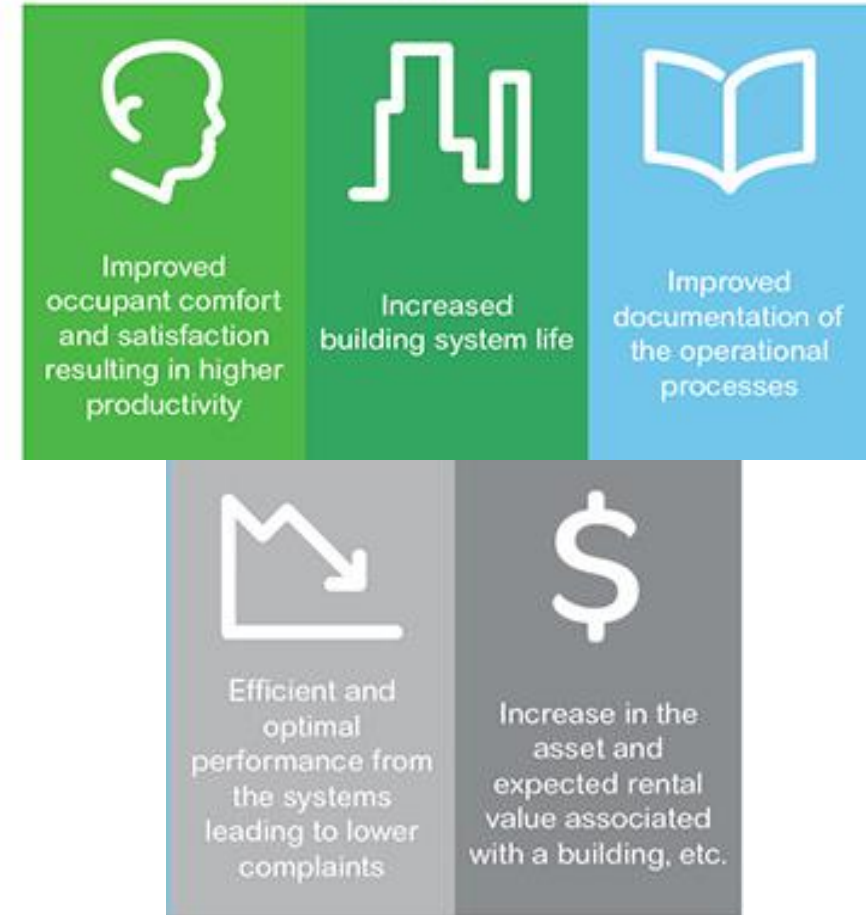 Improved
occupant comfort
and satisfaction
resulting in higher
productivity
Increased
building system life
Improved
documentation of
the operational
processes
Efficient and
optimal
performance from
the systems
leading to lower
complaints
$
Increase in the
asset and
expected rental
value associated
with a building, etc.